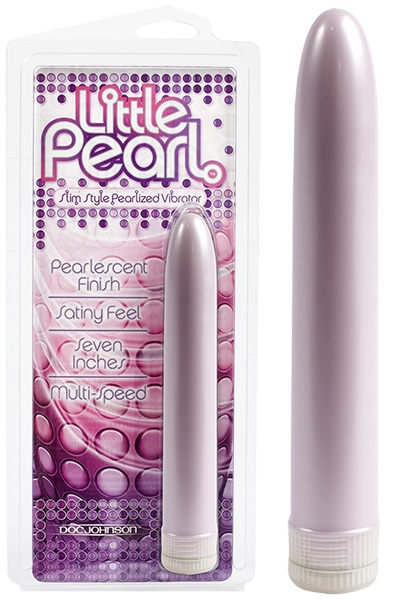 Little
Pearl
Slim Style Pearlized Vibrator
Pearlescent
Finish
Satiny Feel
Seven
Inches
Multi-speed
DOC JOHNSON